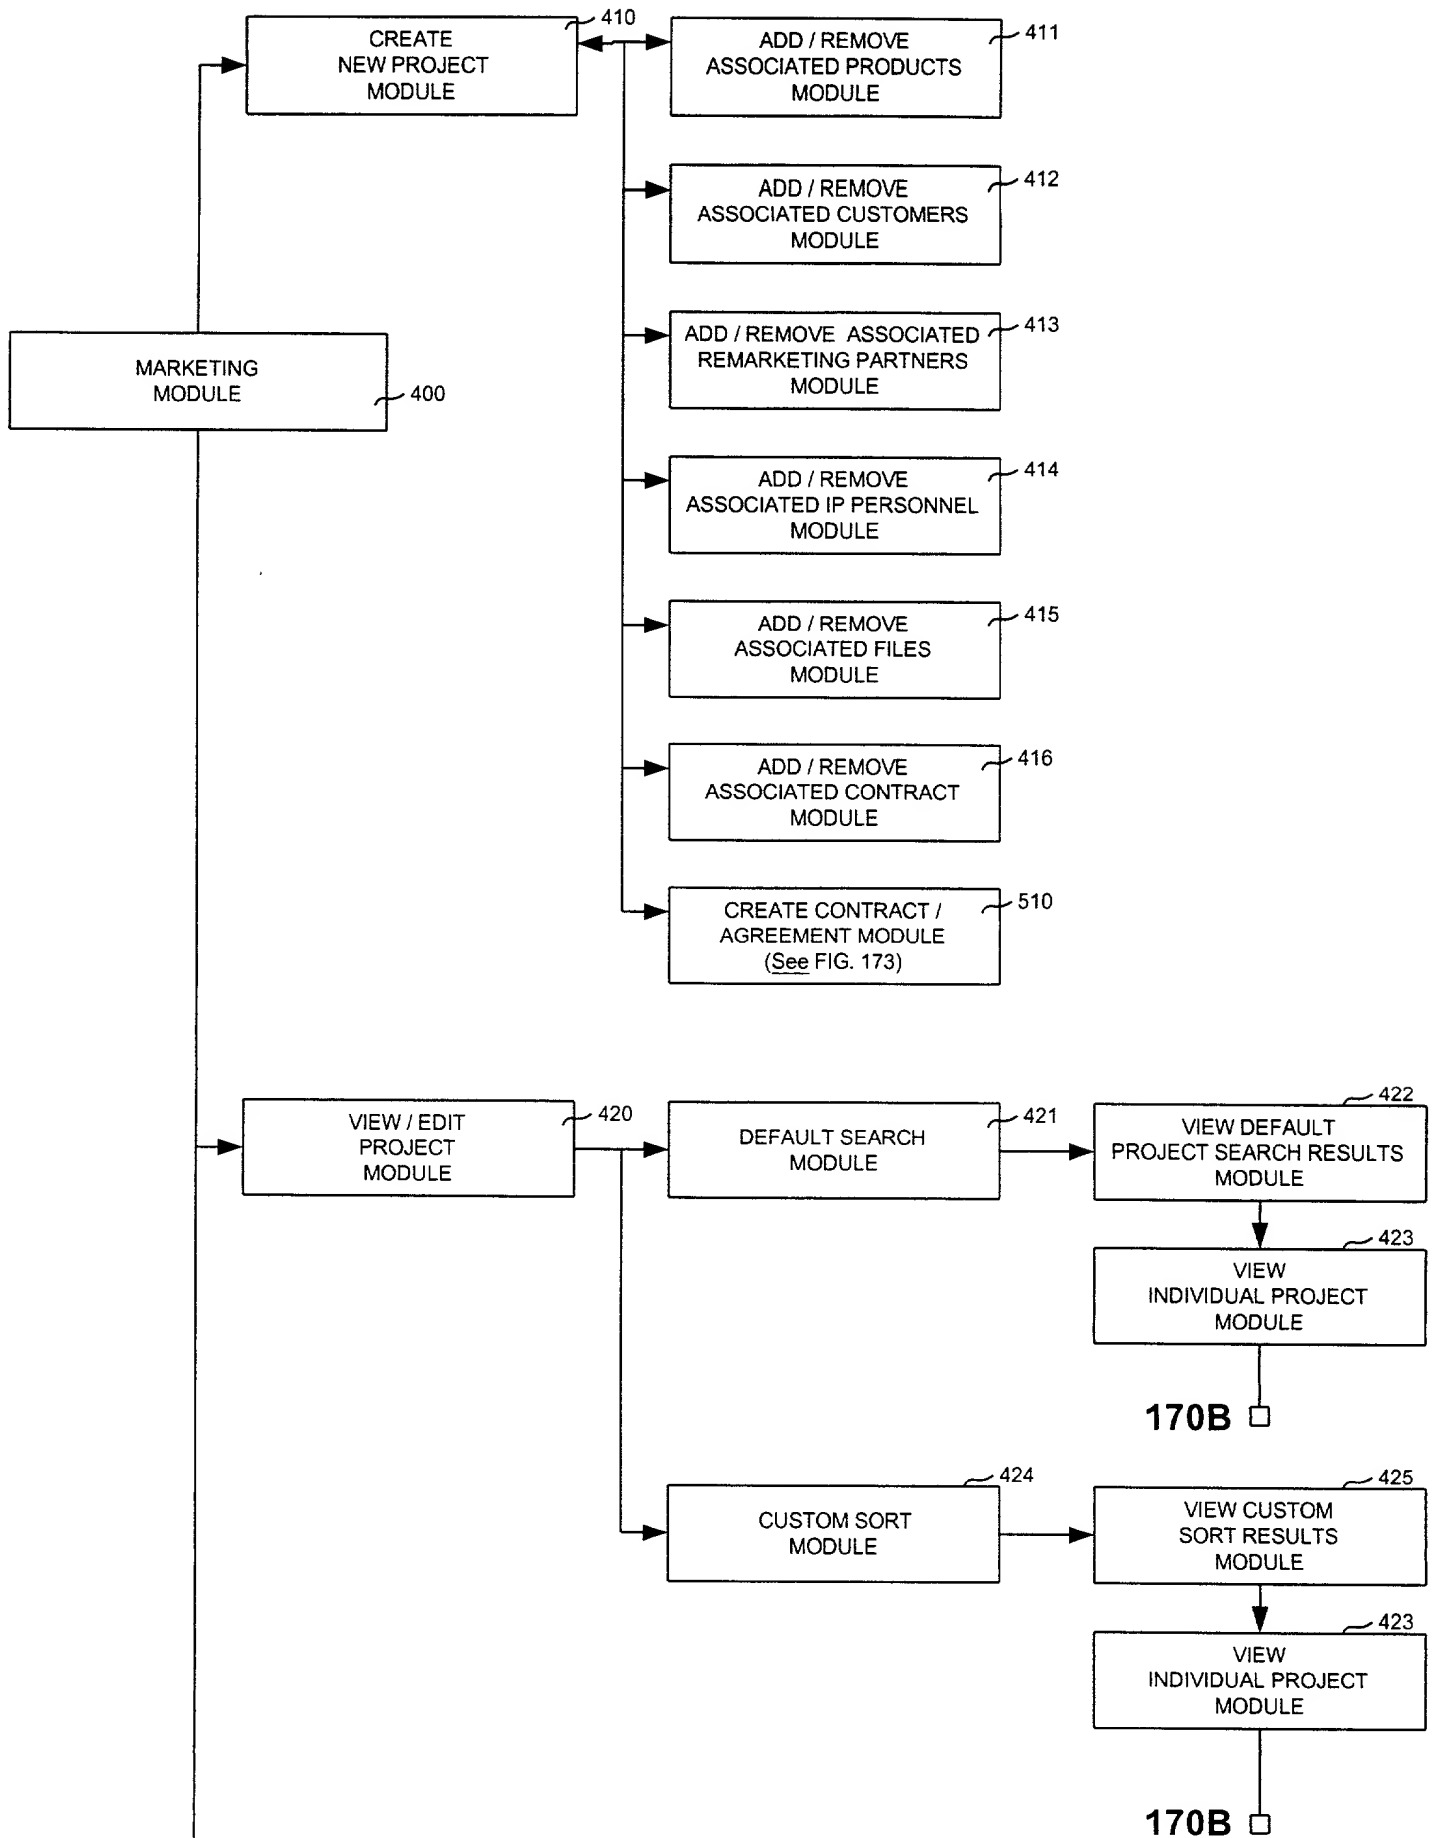 410
CREATE
NEW PROJECT
MODULE
ADD / REMOVE
ASSOCIATED PRODUCTS
MODULE
411
ADD / REMOVE
ASSOCIATED CUSTOMERS
MODULE
412
MARKETING
MODULE
400
ADD / REMOVE ASSOCIATED
REMARKETING PARTNERS
MODULE
413
ADD / REMOVE
ASSOCIATED IP PERSONNEL
MODULE
414
ADD / REMOVE
ASSOCIATED FILES
MODULE
415
ADD / REMOVE
ASSOCIATED CONTRACT
MODULE
416
CREATE CONTRACT /
AGREEMENT MODULE
(See FIG. 173)
510
VIEW / EDIT
PROJECT
MODULE
420
DEFAULT SEARCH
MODULE
421
422
VIEW DEFAULT
PROJECT SEARCH RESULTS
MODULE
423
VIEW
INDIVIDUAL PROJECT
MODULE
170B
424
CUSTOM SORT
MODULE
425
VIEW CUSTOM
SORT RESULTS
MODULE
423
VIEW
INDIVIDUAL PROJECT
MODULE
170B